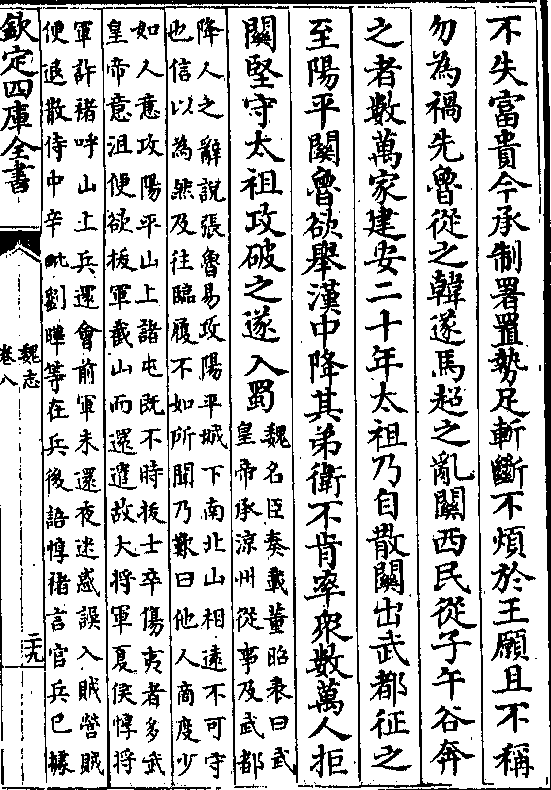 不失富貴今承制署置勢足斬斷不煩於王願且不稱
勿為禍先魯從之韓遂馬超之亂關西民從子午谷奔
之者數萬家建安二十年太祖乃自散關出武都征之
至陽平關魯欲舉漢中降其弟衛不肯率衆數萬人拒
關堅守太祖攻破之遂入蜀
魏名臣奏載董昭表曰武
皇帝承涼州從事及武都
降人之辭說張魯易攻陽平城下南北山相遠不可守
也信以為然及往臨履不如所聞乃歎曰他人商度少
如人意攻陽平山上諸屯既不時拔士卒傷夷者多武
皇帝意沮便欲拔軍截山而還遣故大將軍夏侯惇將
軍許褚呼山上兵還會前軍未還夜迷惑誤入賊營賊
便退散侍中辛毗劉曄等在兵後語惇褚言官兵已據
欽定四庫全書
魏志
卷八
二十九